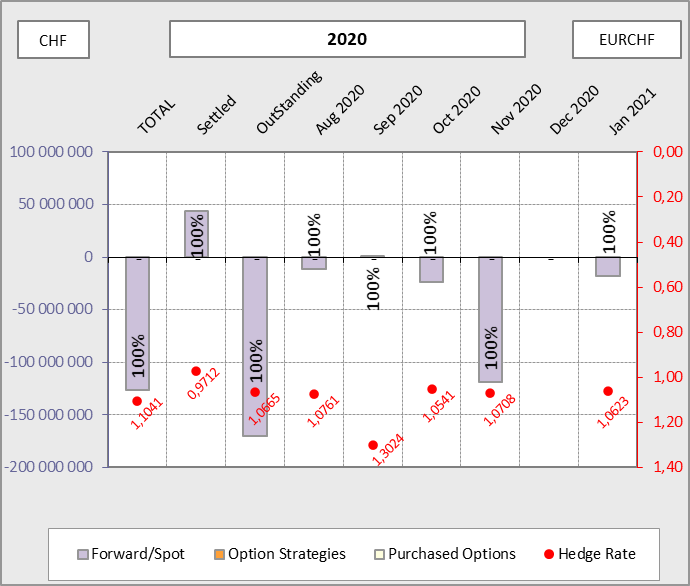 CHF
2020
EURCHF
TOTAL
Settled
OutStanding
Aug 2020
Sep 2020
Oct 2020
Nov 2020
Dec 2020
Jan 2021
100 000 000
50 000 000
0
-50 000 000
-100 000 000
-150 000 000
-200 000 000
0,00
0,20
0,40
0,60
0,80
1,00
1,20
1,40
100%
100%
100%
100%
100%
100%
100%
100%
1,1041
0,9712
1,0665
1,0761
1,3024
1,0541
1,0708
1,0623
Forward/Spot
Option Strategies
Purchased Options
Hedge Rate